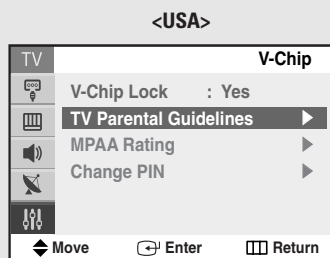 <USA>
TV V-Chip
V-Chip Lock : Yes
TV Parental Guidelines
MPAA Rating
Change PIN
Move Enter Return